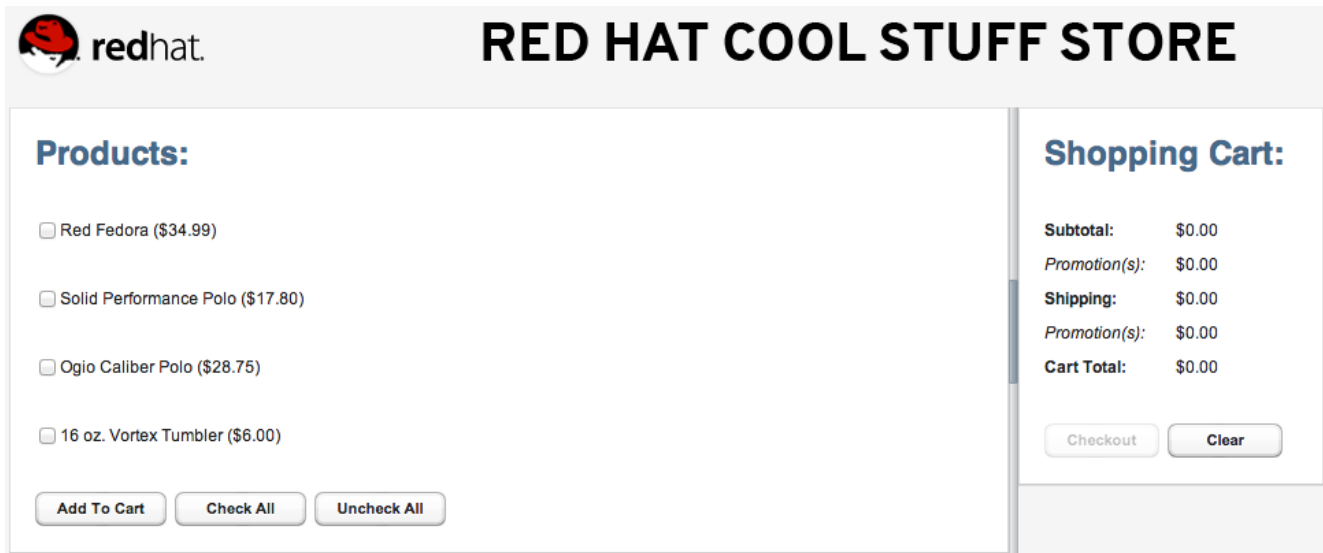 redhat.
RED HAT COOL STUFF STORE
Products:
Red Fedora ($34.99)
Solid Performance Polo ($17.80)
Ogio Caliber Polo ($28.75)
16 oz. Vortex Tumbler ($6.00)
Add To Cart Check All Uncheck All
Shopping Cart:
Subtotal: $0.00
Promotion(s): $0.00
Shipping: $0.00
Promotion(s): $0.00
Cart Total: $0.00
Checkout Clear